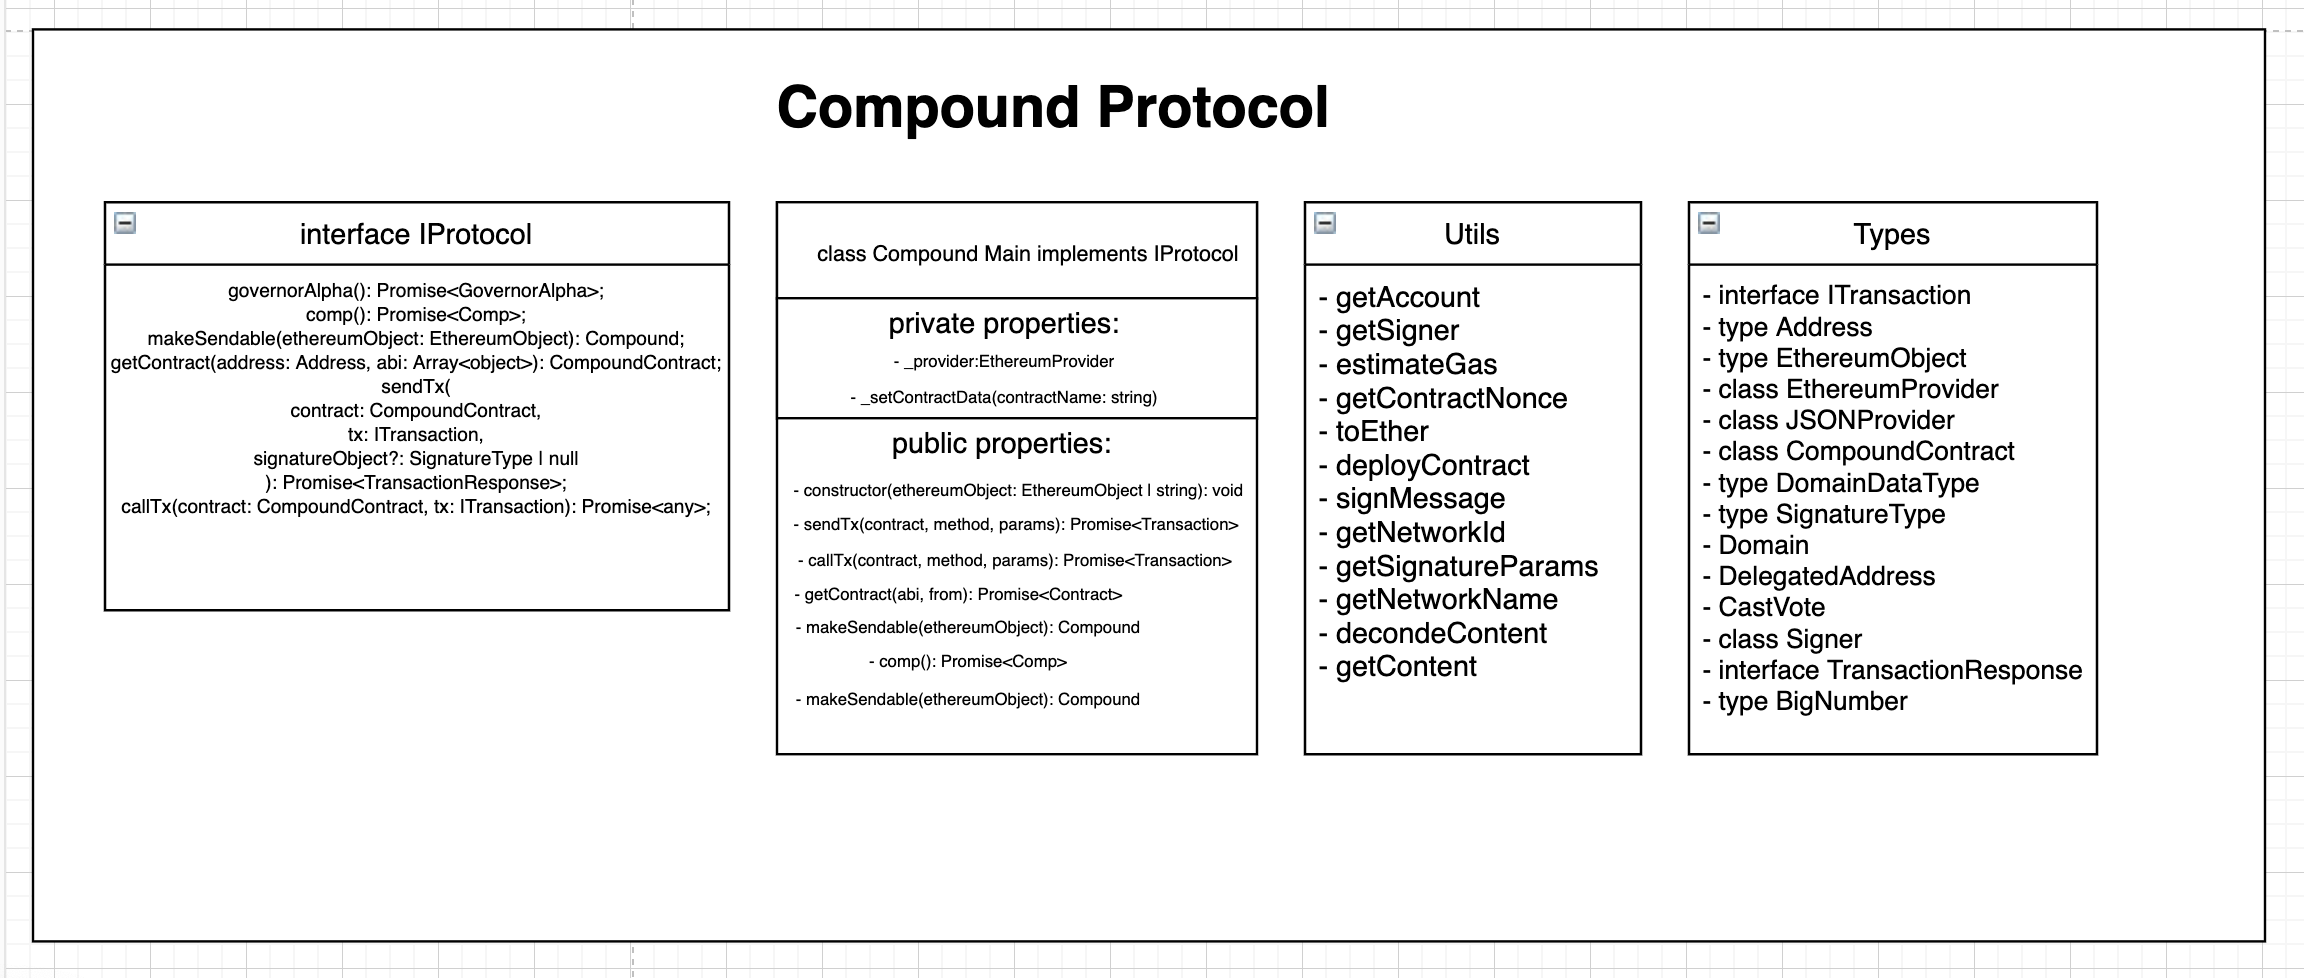 Compound Protocol
interface IProtocol
governorAlpha(): Promise<GovernorAlpha>;
comp(): Promise<Comp>;
makeSendable(ethereumObject: EthereumObject): Compound;
getContract(address: Address, abi: Array<object>): CompoundContract;
sendTx(
contract: CompoundContract,
tx: ITransaction,
signatureObject?: SignatureType | null
): Promise<TransactionResponse>;
callTx(contract: CompoundContract, tx: ITransaction): Promise<any>;
class Compound Main implements IProtocol
private properties:
- _provider:EthereumProvider
- _setContractData(contractName: string)
public properties:
- constructor(ethereumObject: EthereumObject | string): void
- sendTx(contract, method, params): Promise<Transaction>
- callTx(contract, method, params): Promise<Transaction>
- getContract(abi, from): Promise<Contract>
- makeSendable(ethereumObject): Compound
- comp(): Promise<Comp>
- makeSendable(ethereumObject): Compound
Utils
- getAccount
- getSigner
- estimateGas
- getContractNonce
- toEther
- deployContract
- signMessage
- getNetworkId
- getSignatureParams
- getNetworkName
- decondeContent
- getContent
Types
- interface ITransaction
- type Address
- type EthereumObject
- class EthereumProvider
- class JSONProvider
- class CompoundContract
- type DomainDataType
- type SignatureType
- Domain
- DelegatedAddress
- CastVote
- class Signer
- interface TransactionResponse
- type BigNumber